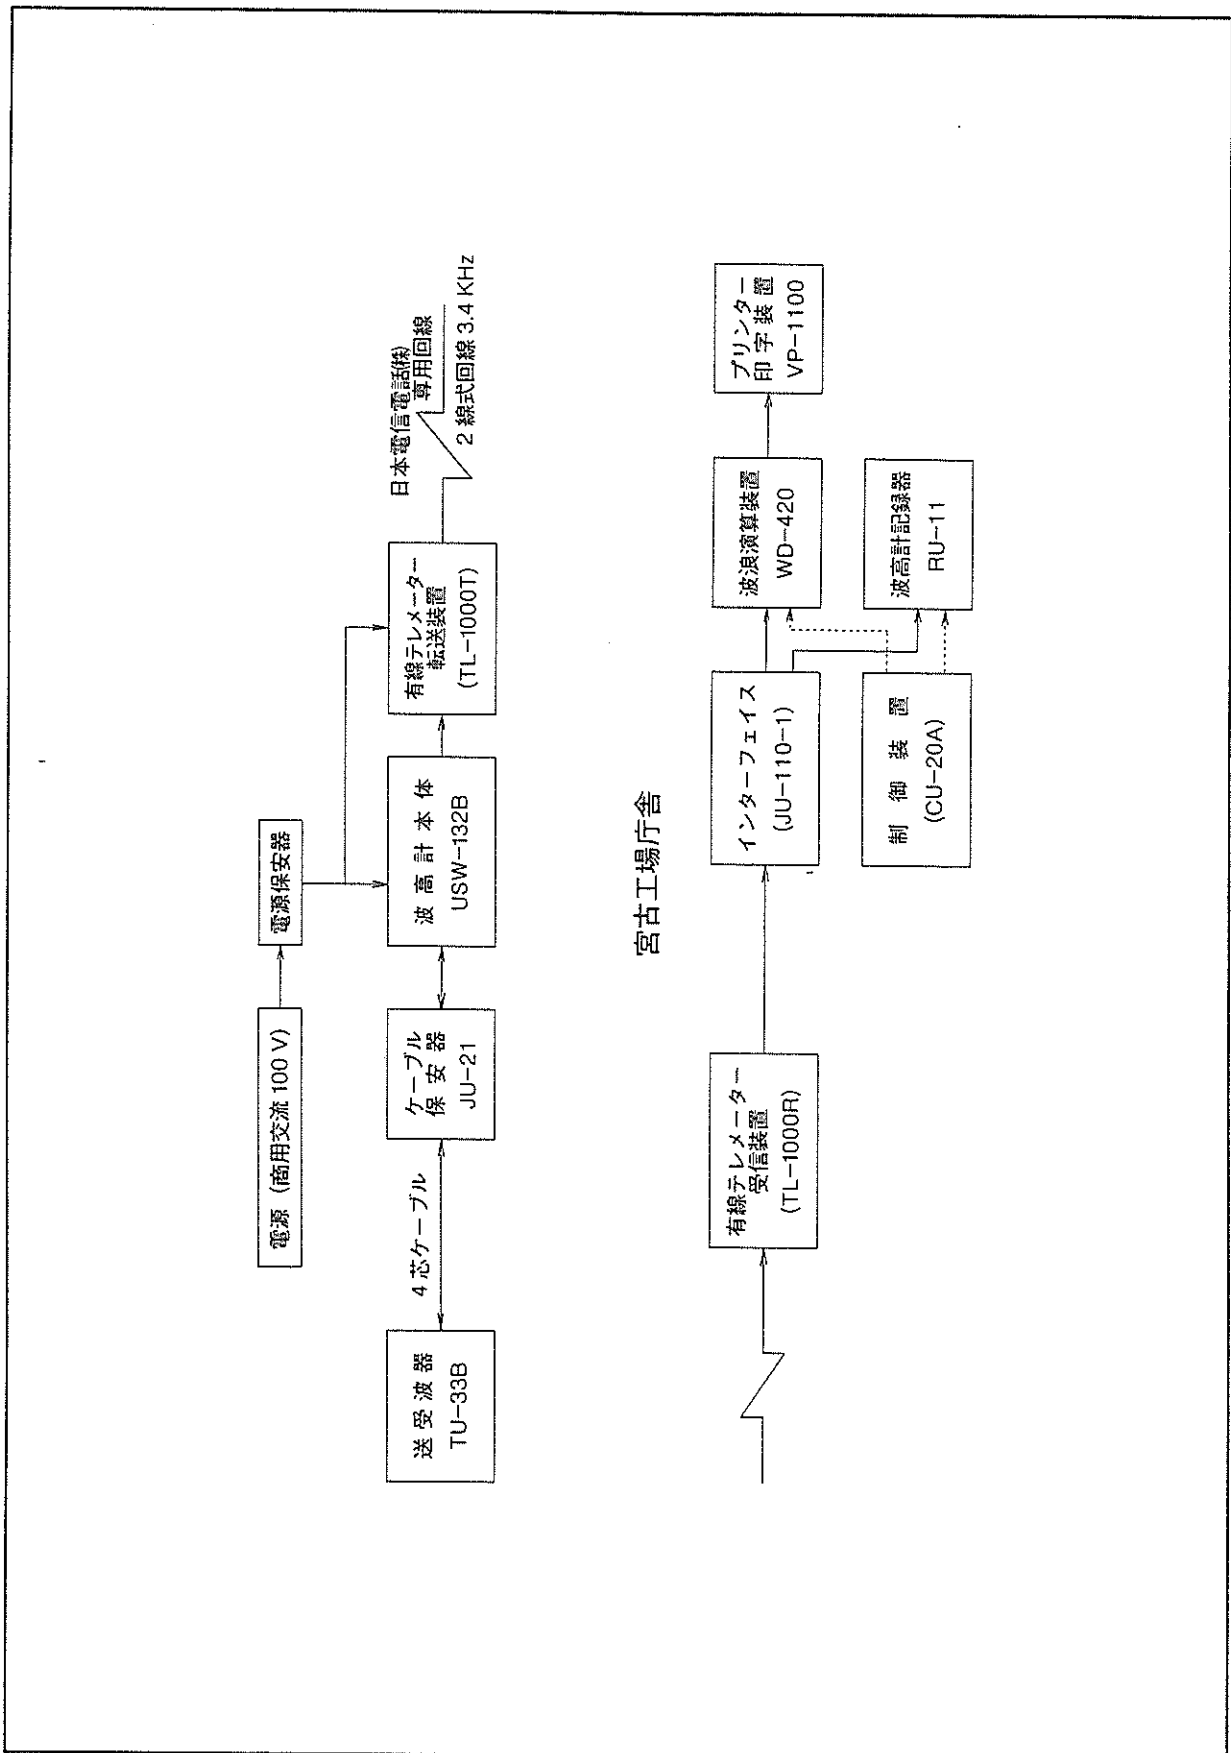 電源 (商用交流 100 V)
電源保安器
送受波器
TU-33B
4 芯ケーブル
ケーブル
保安器
JU-21
波高計本体
USW-132B
有線テレメーター
転送装置
(TL-1000T)
日本電信電話(株)
専用回線
2 線式回線 3.4 KHz
宮古工場庁舎
有線テレメーター
受信装置
(TL-1000R)
インターフェイス
(JU-110-1)
制御装置
(CU-20A)
波浪演算装置
WD-420
波高計記録器
RU-11
プリンター
印字装置
VP-1100